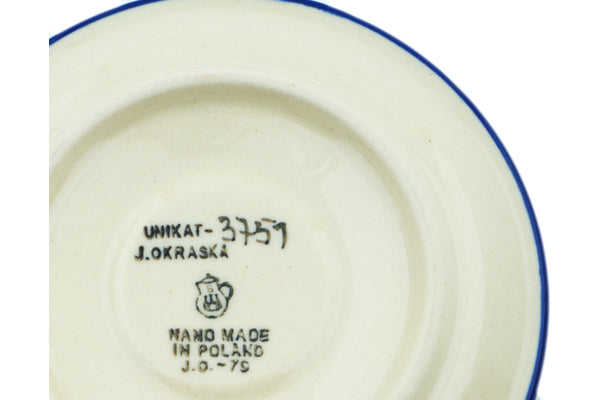 UNIKAT-3759
J.OKRASKA
HAND MADE
IN POLAND
J.O.-79